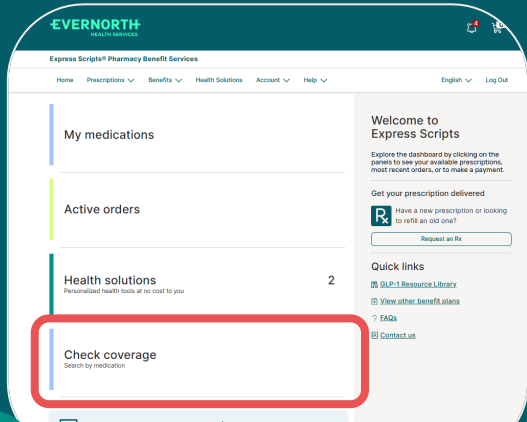 EVERNORTH
HEALTH SERVICES
4
Express Scripts® Pharmacy Benefit Services
Home Prescriptions Benefits Health Solutions Account Help English Log Out
My medications
Active orders
Health solutions 2
Personalized health tools at no cost to you
Check coverage
Search by medication
Welcome to
Express Scripts
Explore the dashboard by clicking on the
panels to see your available prescriptions,
most recent orders, or to make a payment.
Get your prescription delivered
Rx Have a new prescription or looking
to refill an old one?
Request an Rx
Quick links
GLP-1 Resource Library
View other benefit plans
? FAQs
Contact us